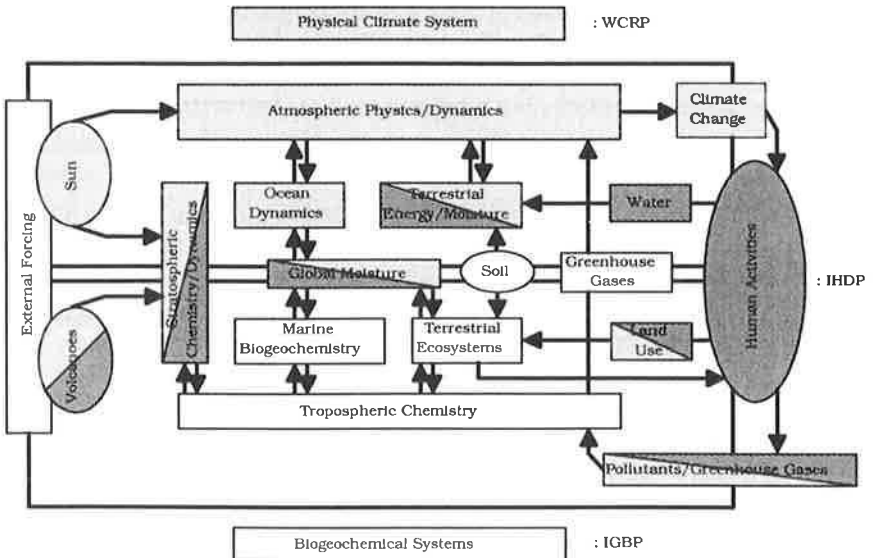 Physical Climate System
: WCRP
External Forcing
Sun
Volcanoes
Atmospheric Physics/Dynamics
Climate
Change
Stratospheric
Chemistry/Dynamics
Ocean
Dynamics
Terrestrial
Energy/Moisture
Water
Human Activities
: IHDP
Global Moisture
Soil
Greenhouse
Gases
Marine
Biogeochemistry
Terrestrial
Ecosystems
Land
Use
Tropospheric Chemistry
Pollutants/Greenhouse Gases
Biogeochemical Systems
: IGBP